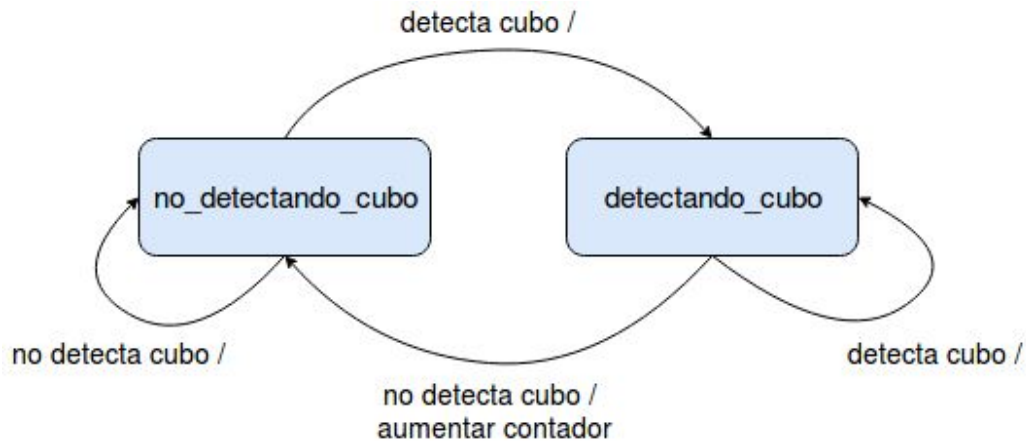 detecta cubo /
no_detectando_cubo
detectando_cubo
no detecta cubo /
detecta cubo /
no detecta cubo /
aumentar contador